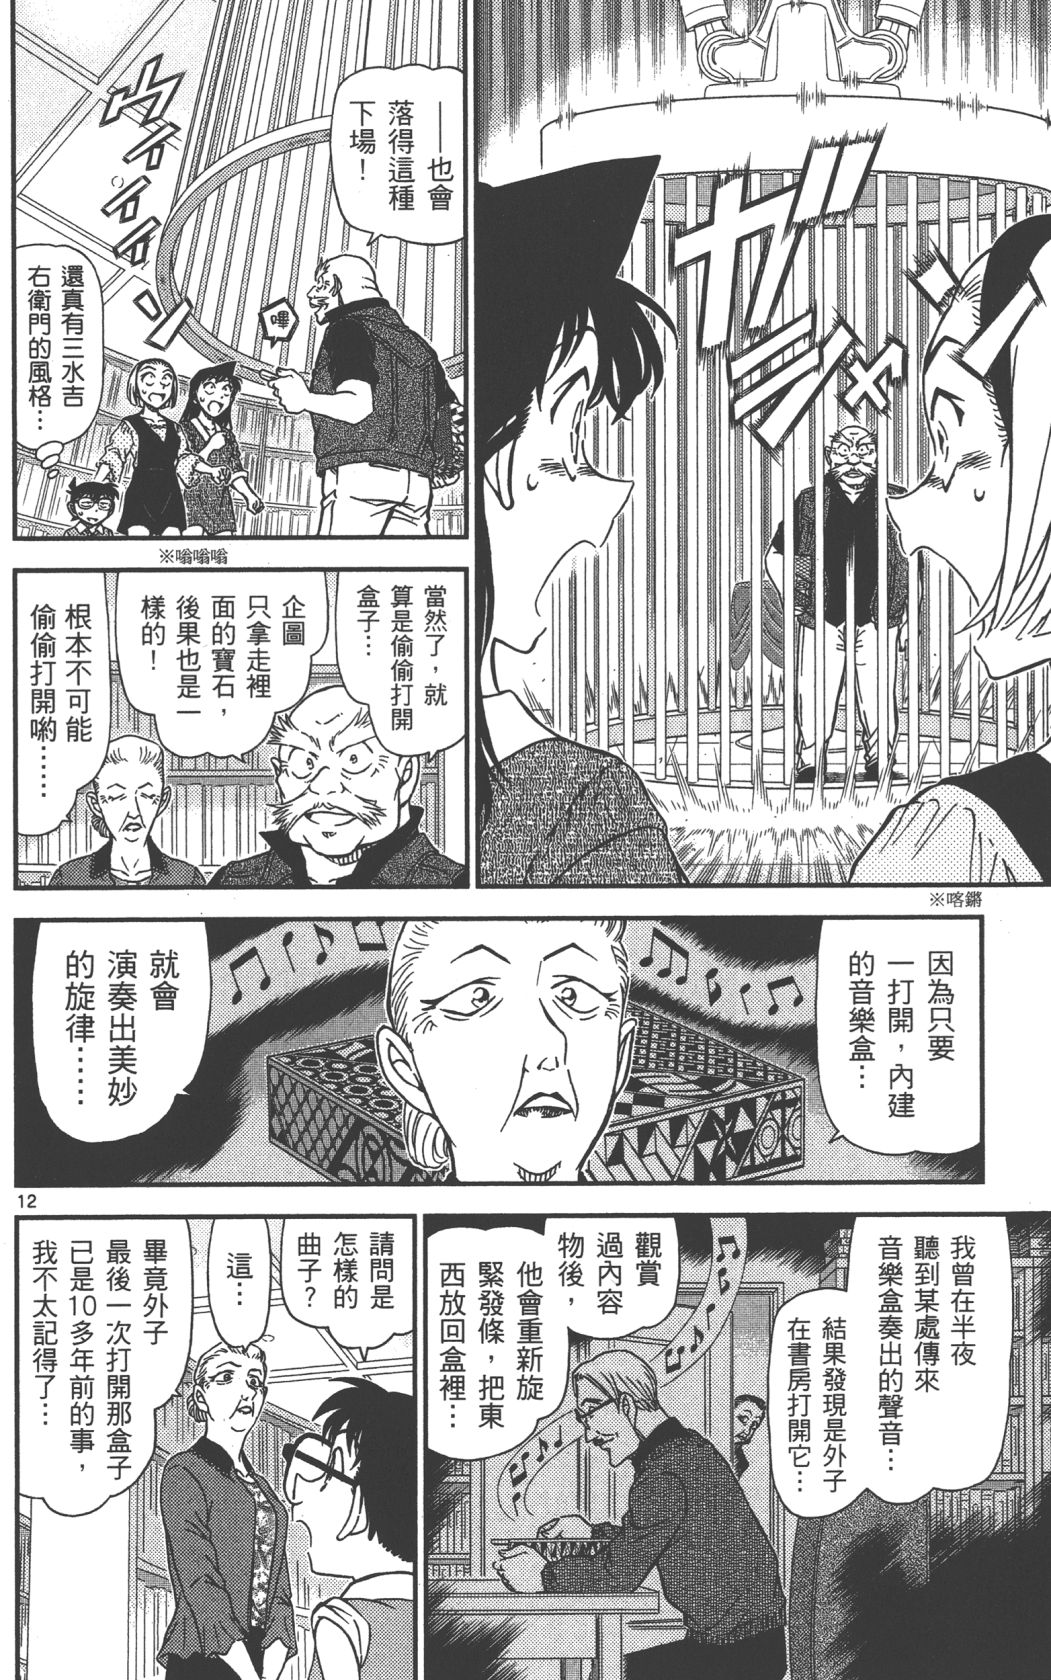 ガシャン
※喀鏘
──也會
落得這種
下場！
嗶
ウィィィン
還真有三水吉
右衛門的風格…
※嗡嗡嗡
當然了，就
算是偷偷打開
盒子…
企圖
只拿走裡
面的寶石，
後果也是一
樣的！
根本不可能
偷偷打開喲……
因為只要
一打開，內建
的音樂盒…
就會
演奏出美妙
的旋律……
12
我曾在半夜
聽到某處傳來
音樂盒奏出的聲音…
結果發現是外子
在書房打開它…
觀賞
過內容
物後，
他會重新旋
緊發條，把東
西放回盒裡…
請問是
怎樣的
曲子？
這…
畢竟外子
最後一次打開那盒子
已是10多年前的事，
我不太記得了…